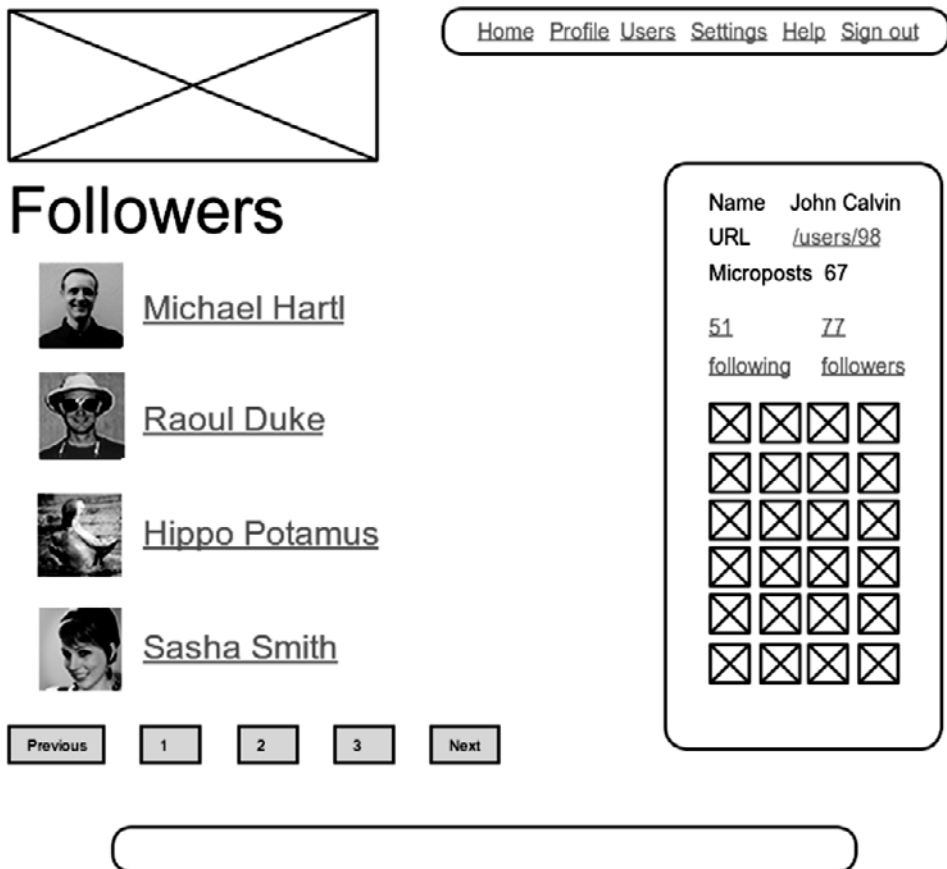 Home Profile Users Settings Help Sign out
Followers
Michael Hartl
Raoul Duke
Hippo Potamus
Sasha Smith
Previous 1 2 3 Next
Name John Calvin
URL /users/98
Microposts 67
51 77
following followers